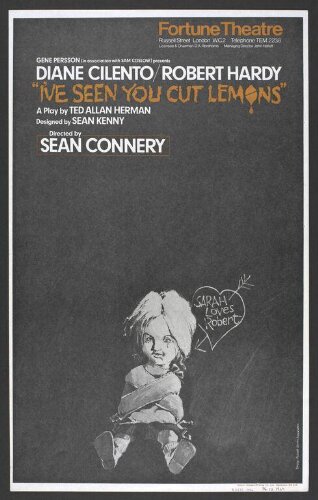 Fortune Theatre
Russell Street London WC2 Telephone TEM 2238
GENE PERSSON (in association with SAM COSLOW) presents
DIANE CILENTO/ROBERT HARDY
"I'VE SEEN YOU CUT LEMONS"
A Play by TED ALLAN HERMAN
Designed by SEAN KENNY
Directed by
SEAN CONNERY
SARAH
Loves
Robert